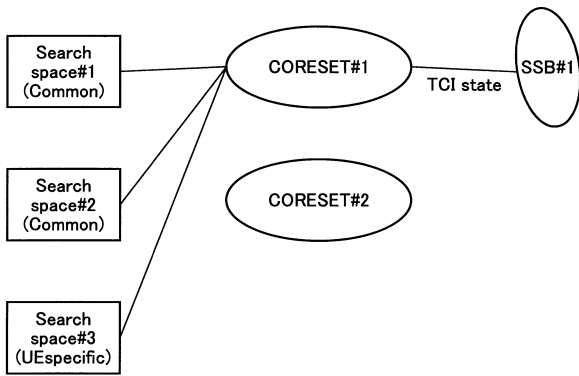 Search
space#1
(Common)
CORESET#1
TCI state
SSB#1
Search
space#2
(Common)
CORESET#2
Search
space#3
(UEspecific)